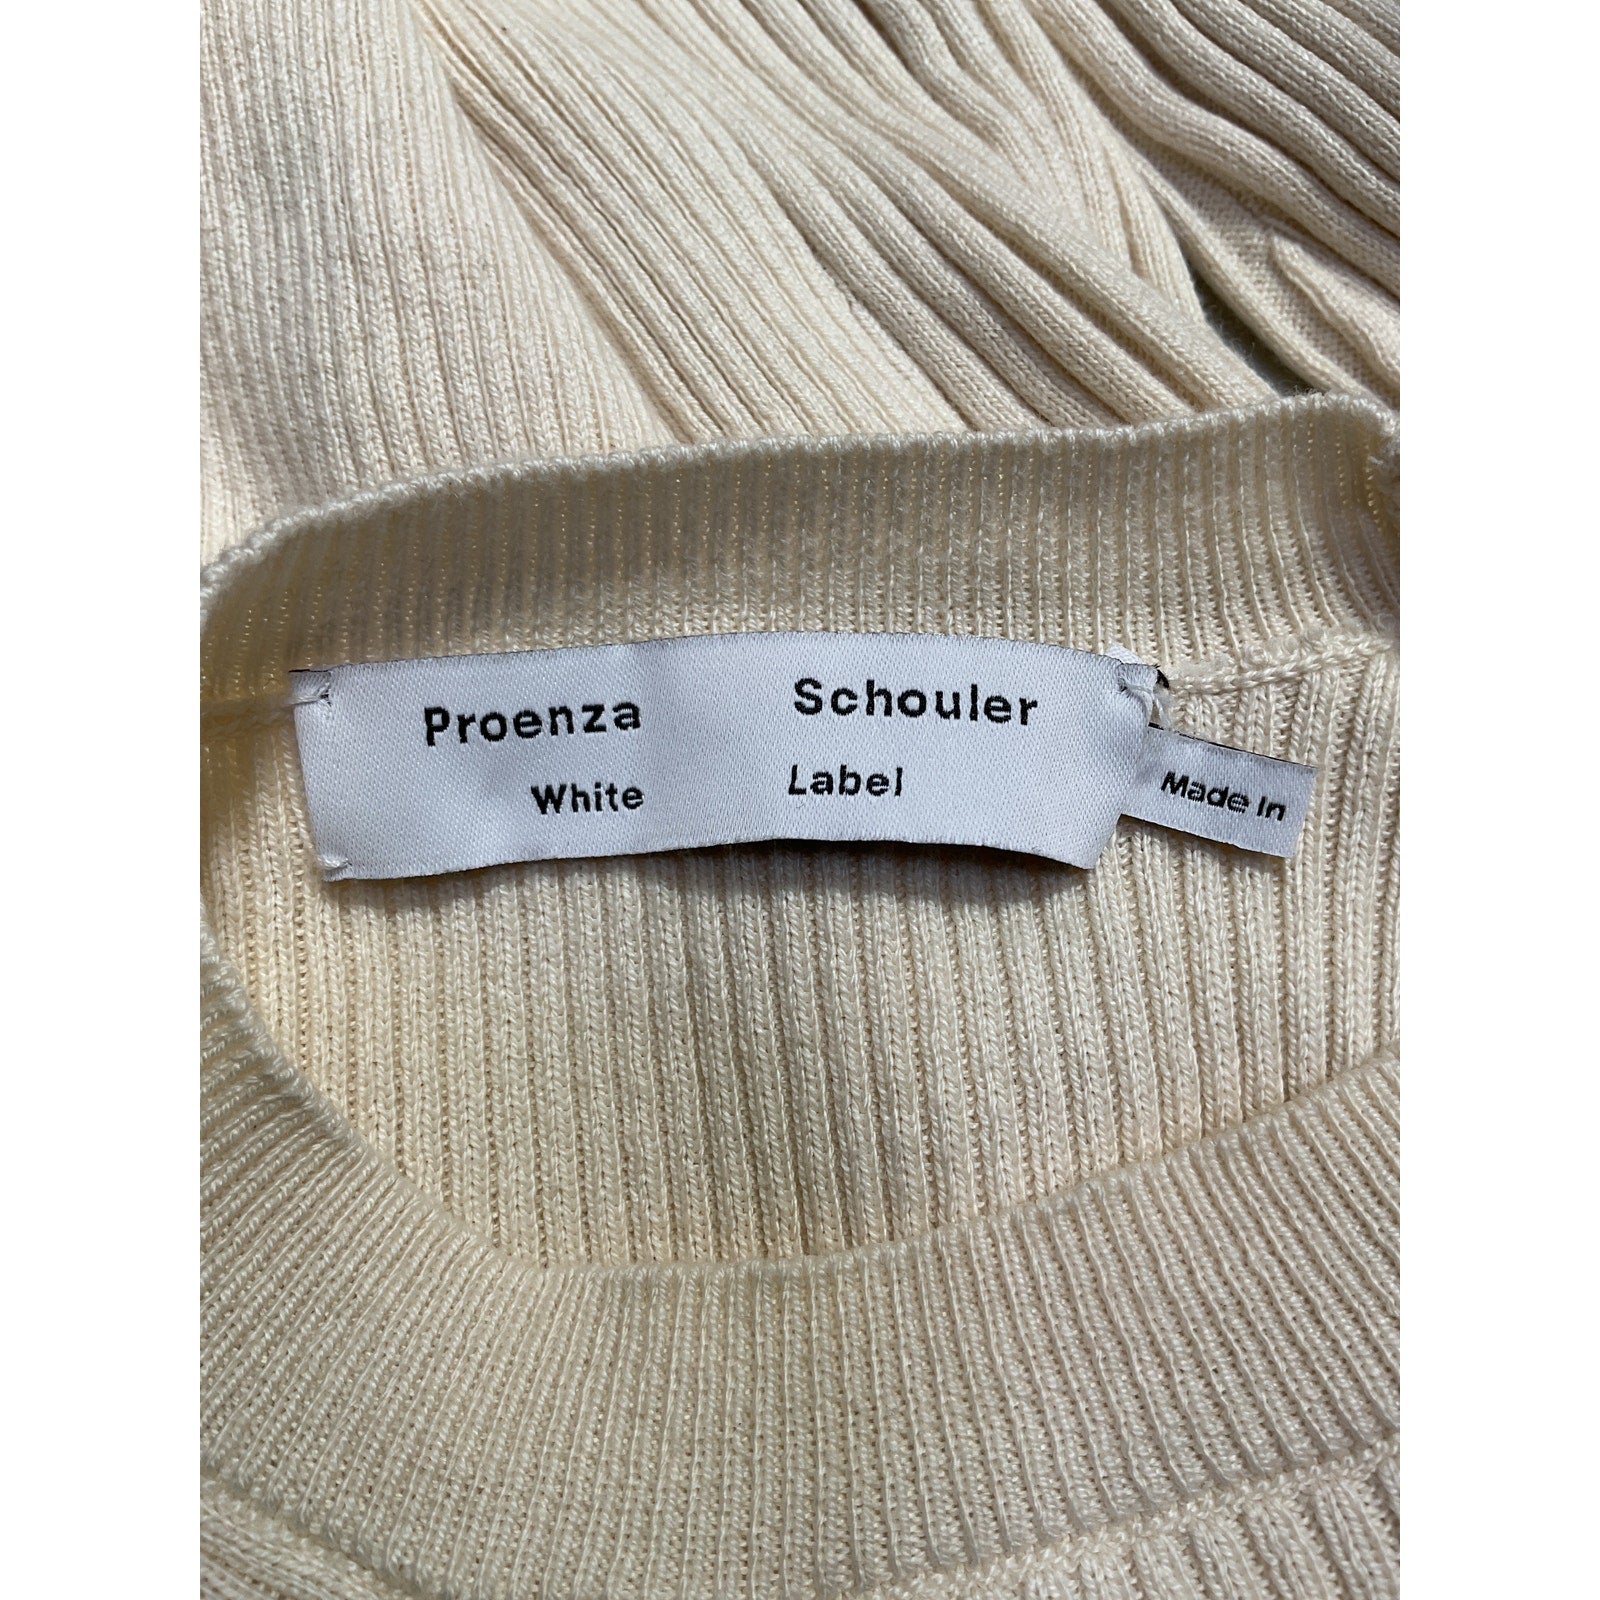 Proenza Schouler
White Label
Made In